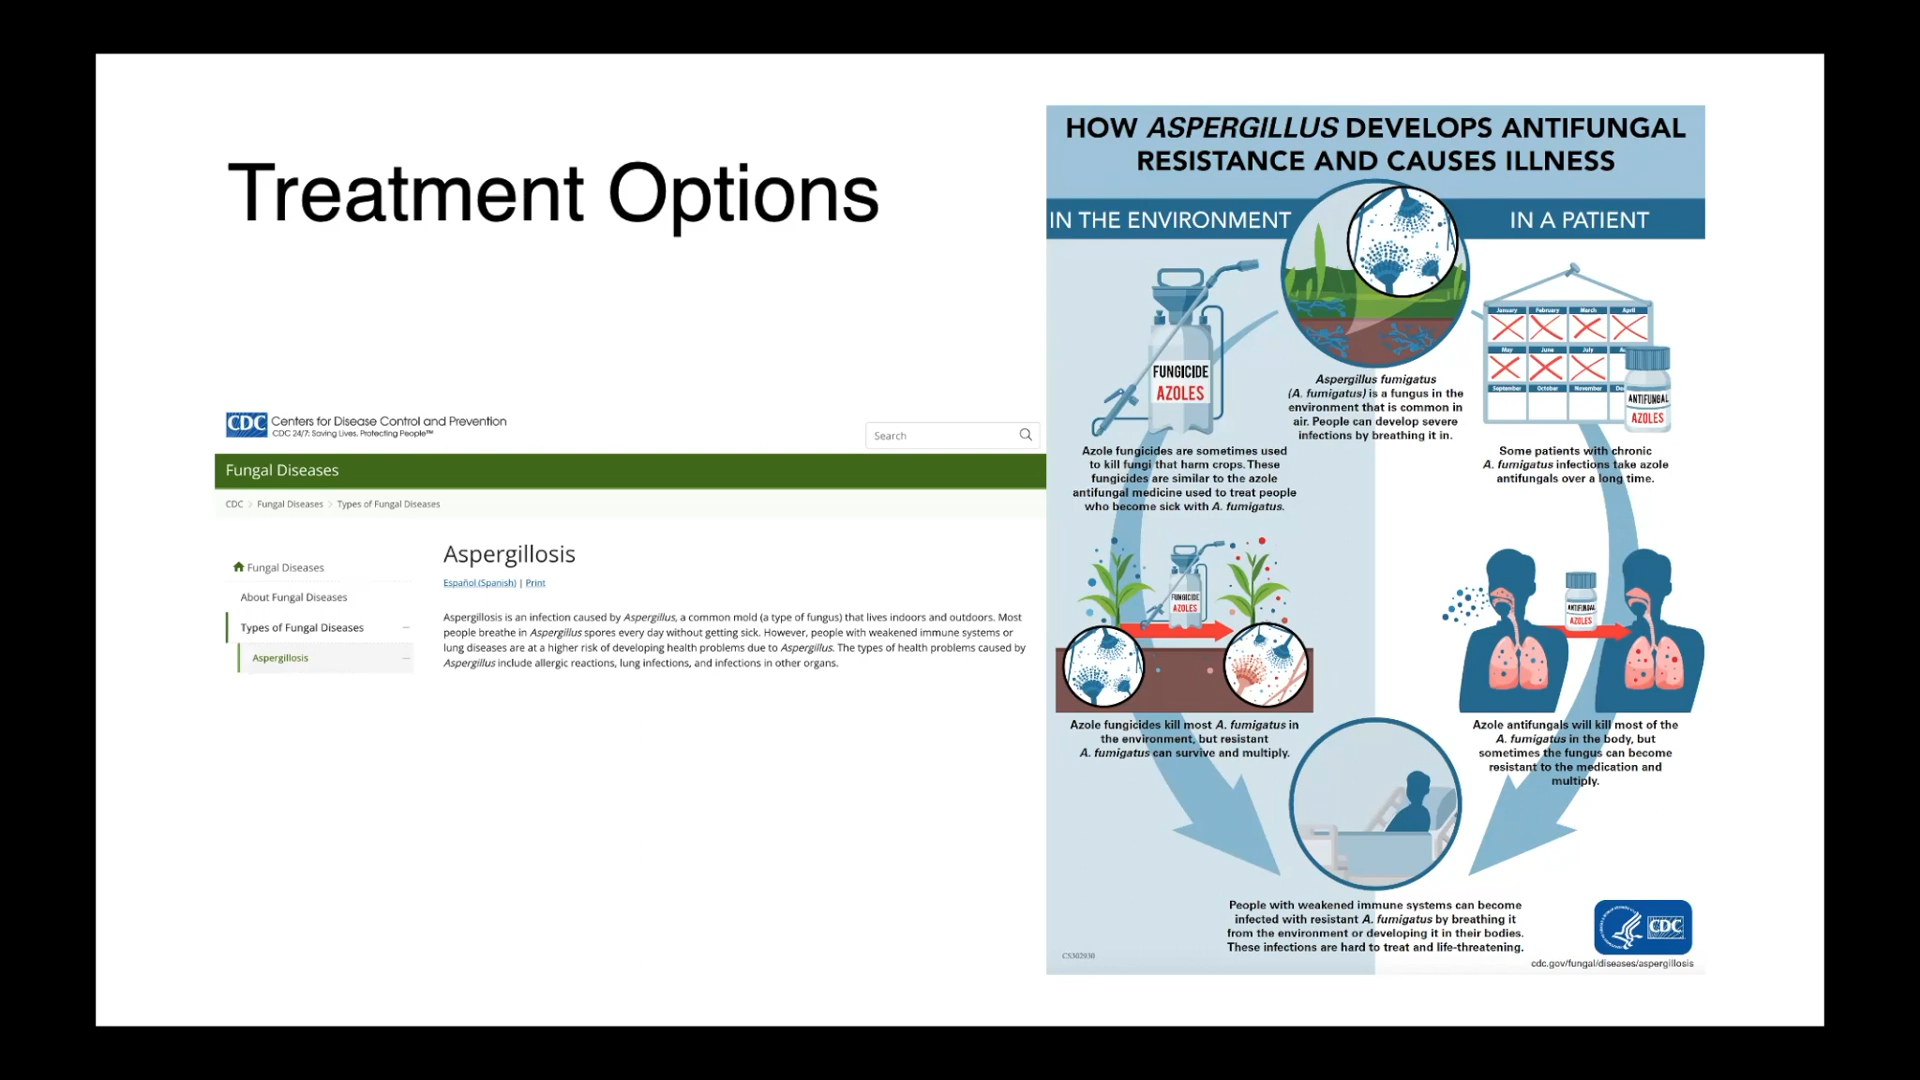 Treatment Options
CDC Centers for Disease Control and Prevention
CDC 24/7: Saving Lives, Protecting People™
Search
Fungal Diseases
CDC > Fungal Diseases > Types of Fungal Diseases
Fungal Diseases
About Fungal Diseases
Types of Fungal Diseases
Aspergillosis
Aspergillosis
Español (Spanish) | Print
Aspergillosis is an infection caused by Aspergillus, a common mold (a type of fungus) that lives indoors and outdoors. Most
people breathe in Aspergillus spores every day without getting sick. However, people with weakened immune systems or
lung diseases are at a higher risk of developing health problems due to Aspergillus. The types of health problems caused by
Aspergillus include allergic reactions, lung infections, and infections in other organs.
HOW ASPERGILLUS DEVELOPS ANTIFUNGAL
RESISTANCE AND CAUSES ILLNESS
IN THE ENVIRONMENT
IN A PATIENT
FUNGICIDE
AZOLES
Azole fungicides are sometimes used
to kill fungi that harm crops. These
fungicides are similar to the azole
antifungal medicine used to treat people
who become sick with A. fumigatus.
Aspergillus fumigatus
(A. fumigatus) is a fungus in the
environment that is common in
air. People can develop severe
infections by breathing it in.
January February March April
May June July
September October November De
ANTIFUNGAL
AZOLES
Some patients with chronic
A. fumigatus infections take azole
antifungals over a long time.
FUNGICIDE
AZOLES
Azole fungicides kill most A. fumigatus in
the environment, but resistant
A. fumigatus can survive and multiply.
ANTIFUNGAL
AZOLES
Azole antifungals will kill most of the
A. fumigatus in the body, but
sometimes the fungus can become
resistant to the medication and
multiply.
People with weakened immune systems can become
infected with resistant A. fumigatus by breathing it
from the environment or developing it in their bodies.
These infections are hard to treat and life-threatening.
CS302930
CDC
cdc.gov/fungal/diseases/aspergillosis